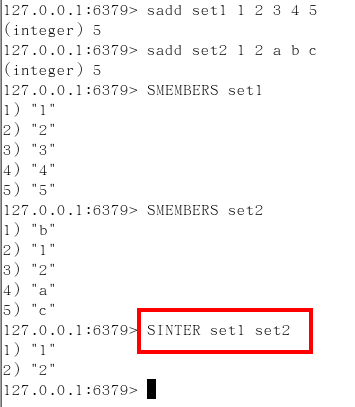 127.0.0.1:6379> sadd set1 1 2 3 4 5
(integer) 5
127.0.0.1:6379> sadd set2 1 2 a b c
(integer) 5
127.0.0.1:6379> SMEMBERS set1
1) "1"
2) "2"
3) "3"
4) "4"
5) "5"
127.0.0.1:6379> SMEMBERS set2
1) "b"
2) "1"
3) "2"
4) "a"
5) "c"
127.0.0.1:6379> SINTER set1 set2
1) "1"
2) "2"
127.0.0.1:6379>